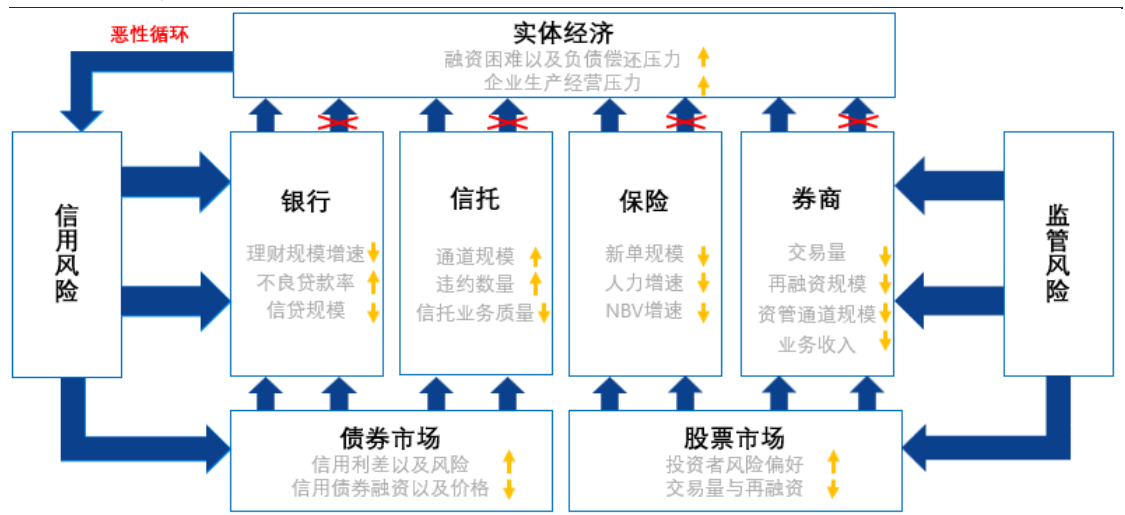 恶性循环
实体经济
融资困难以及负债偿还压力
企业生产经营压力
信用风险
银行
理财规模增速
不良贷款率
信贷规模
信托
通道规模
违约数量
信托业务质量
保险
新单规模
人力增速
NBV增速
券商
交易量
再融资规模
资管通道规模
业务收入
监管风险
债券市场
信用利差以及风险
信用债券融资以及价格
股票市场
投资者风险偏好
交易量与再融资